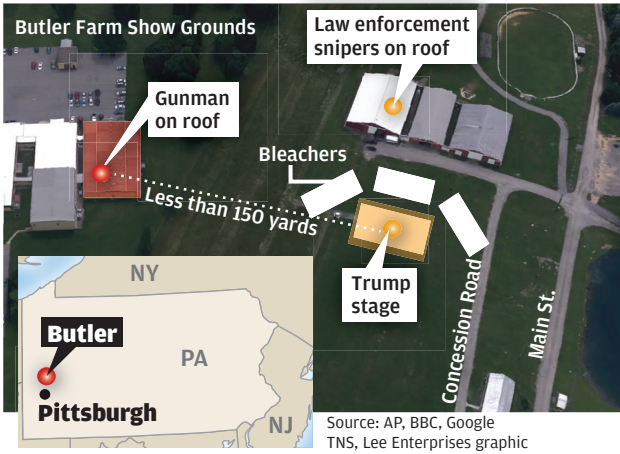 Butler Farm Show Grounds
Law enforcement
snipers on roof
Gunman
on roof
Bleachers
Less than 150 yards
Trump
stage
Concession Road
Main St.
NY
Butler
PA
Pittsburgh
NJ
Source: AP, BBC, Google
TNS, Lee Enterprises graphic